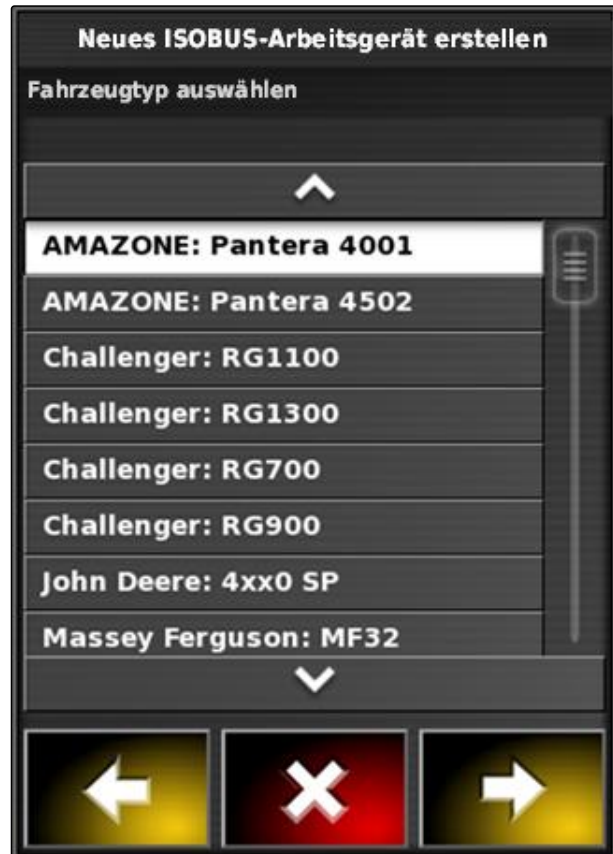 Neues ISOBUS-Arbeitsgerät erstellen
Fahrzeugtyp auswählen
AMAZONE: Pantera 4001
AMAZONE: Pantera 4502
Challenger: RG1100
Challenger: RG1300
Challenger: RG700
Challenger: RG900
John Deere: 4xx0 SP
Massey Ferguson: MF32